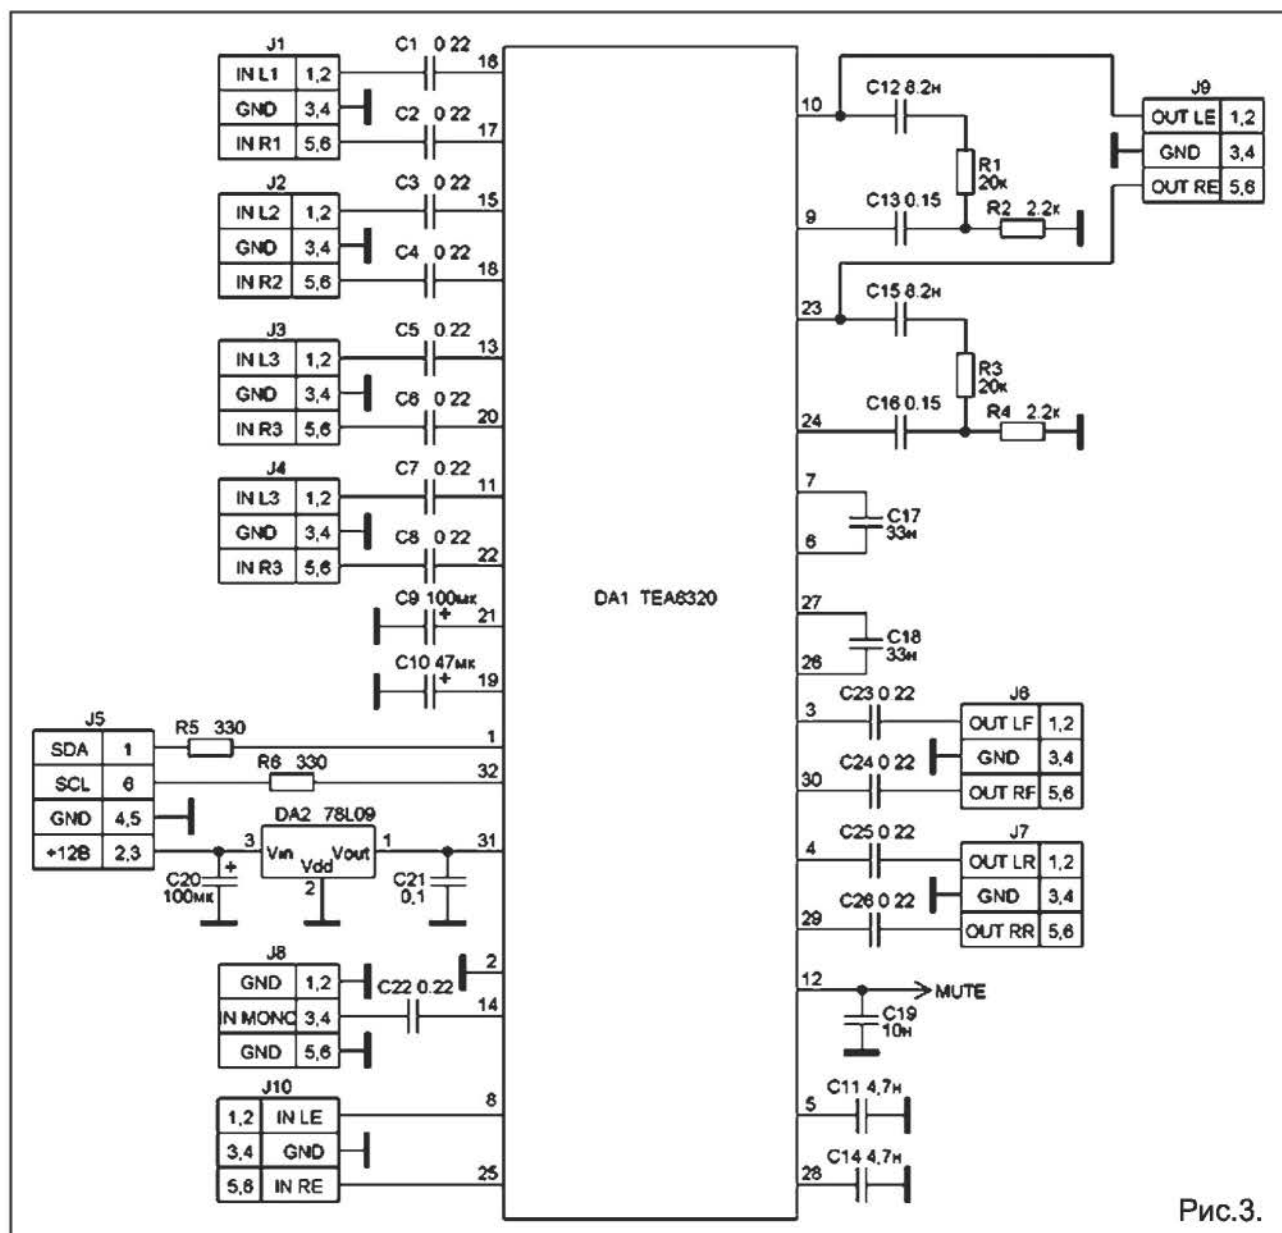 J1
IN L1 1,2
GND 3,4
IN R1 5,6
C1 0.22
16
C2 0.22
17
J2
IN L2 1,2
GND 3,4
IN R2 5,6
C3 0.22
15
C4 0.22
18
J3
IN L3 1,2
GND 3,4
IN R3 5,6
C5 0.22
13
C6 0.22
20
J4
IN L3 1,2
GND 3,4
IN R3 5,6
C7 0.22
11
C8 0.22
22
C9 100мк
+
21
C10 47мк
+
19
J5
SDA 1
SCL 6
GND 4,5
+12В 2,3
R5 330
1
R6 330
32
DA2 78L09
3
Vin Vout
Vdd
1
2
31
C20
100мк
+
C21
0,1
2
J8
GND 1,2
IN MONO 3,4
GND 5,6
C22 0.22
14
J10
1,2 IN LE
3,4 GND
5,6 IN RE
8
25
DA1 TEA6320
10
C12 8.2н
R1
20к
9
C13 0.15
R2 2.2к
J9
OUT LE 1,2
GND 3,4
OUT RE 5,6
23
C15 8.2н
R3
20к
24
C16 0.15
R4 2.2к
7
C17
33н
6
27
C18
33н
26
3
C23 0.22
30
C24 0.22
J6
OUT LF 1,2
GND 3,4
OUT RF 5,6
4
C25 0.22
29
C26 0.22
J7
OUT LR 1,2
GND 3,4
OUT RR 5,6
12
MUTE
C19
10н
5
C11 4,7н
28
C14 4,7н
Рис.3.